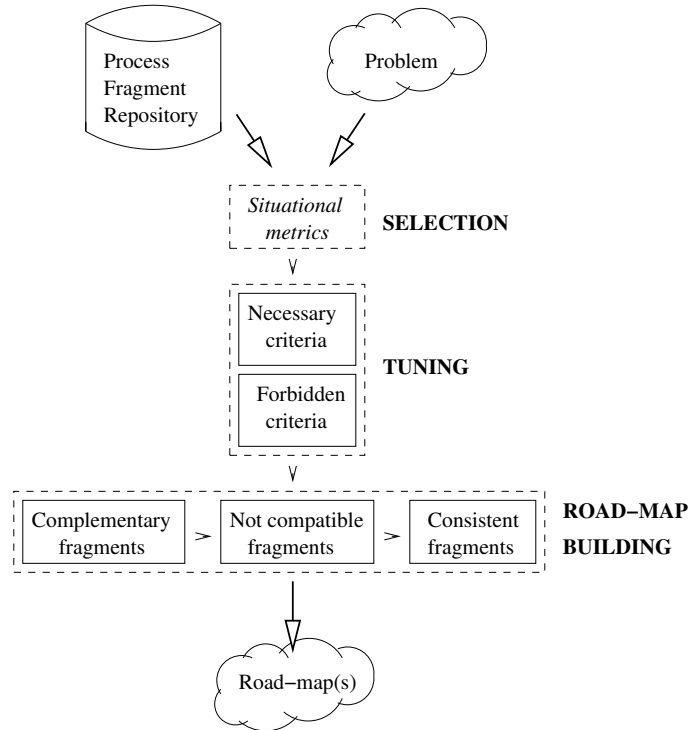 Process
Fragment
Repository
Problem
Situational
metrics
SELECTION
Necessary
criteria
Forbidden
criteria
TUNING
Complementary
fragments
>
Not compatible
fragments
>
Consistent
fragments
ROAD−MAP
BUILDING
Road−map(s)